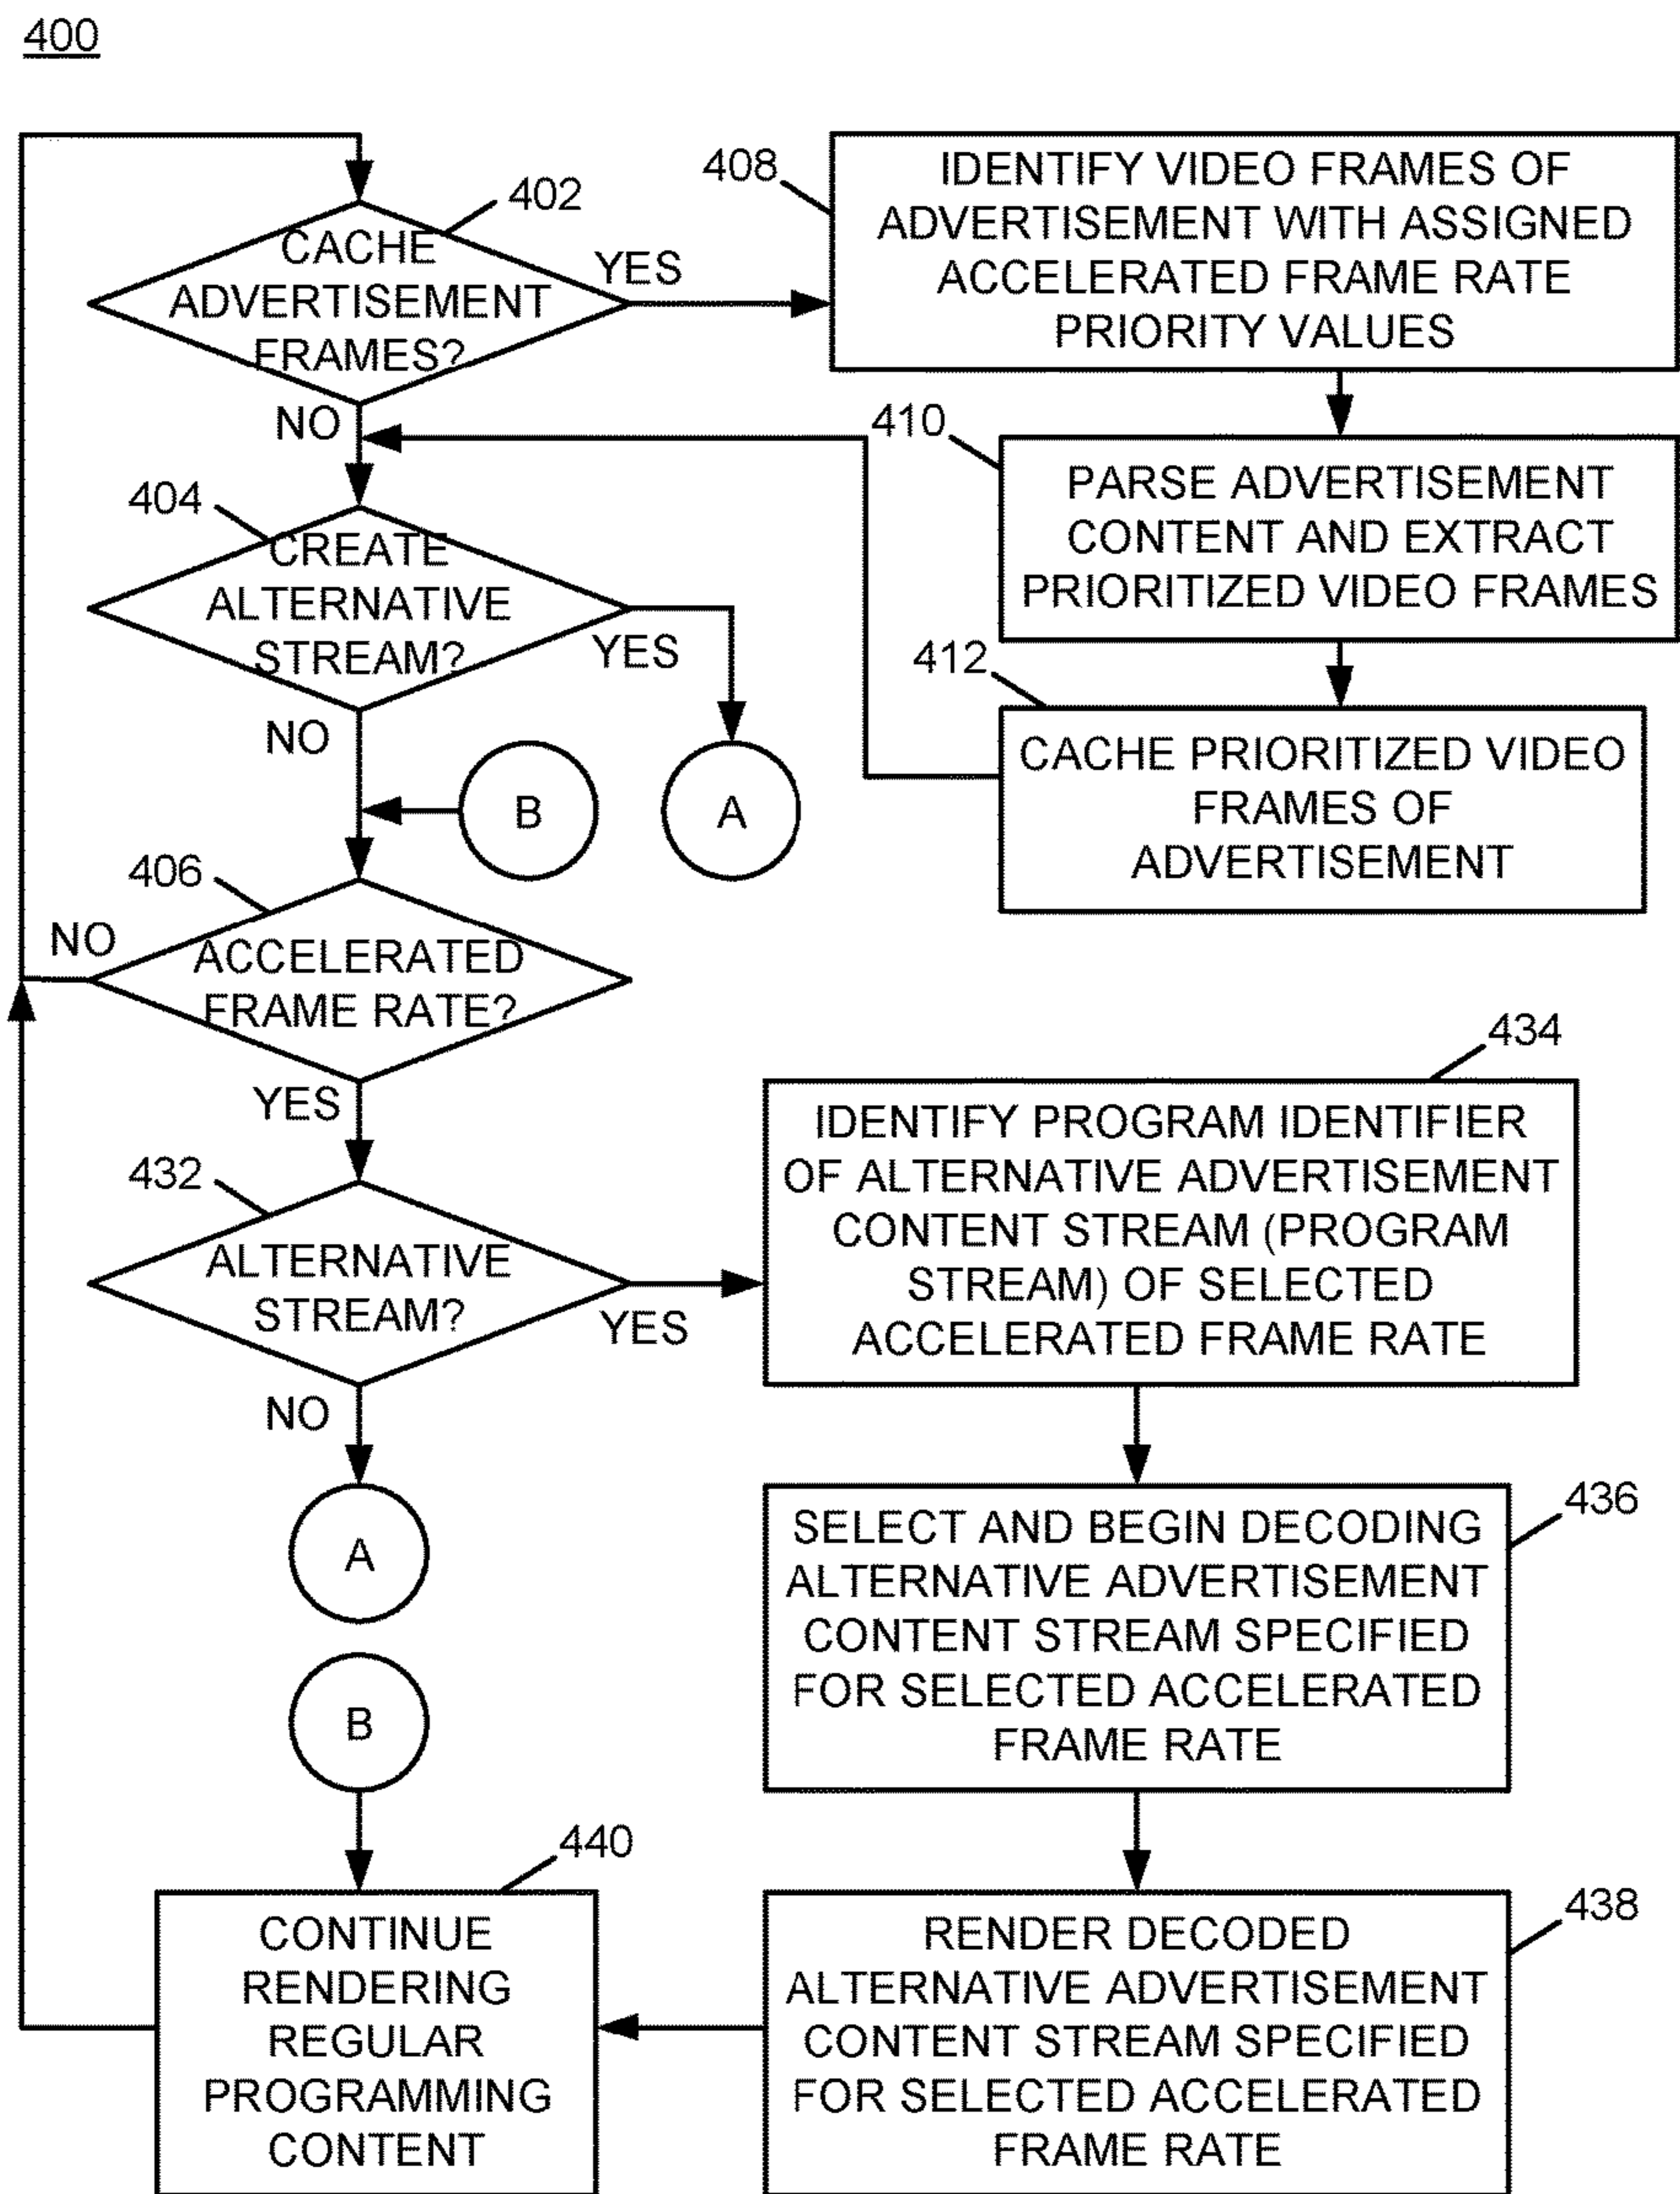 400
402
CACHE
ADVERTISEMENT
FRAMES?
YES
NO
408
IDENTIFY VIDEO FRAMES OF
ADVERTISEMENT WITH ASSIGNED
ACCELERATED FRAME RATE
PRIORITY VALUES
410
PARSE ADVERTISEMENT
CONTENT AND EXTRACT
PRIORITIZED VIDEO FRAMES
412
CACHE PRIORITIZED VIDEO
FRAMES OF
ADVERTISEMENT
404
CREATE
ALTERNATIVE
STREAM?
YES
NO
B
A
406
ACCELERATED
FRAME RATE?
NO
YES
432
ALTERNATIVE
STREAM?
YES
NO
434
IDENTIFY PROGRAM IDENTIFIER
OF ALTERNATIVE ADVERTISEMENT
CONTENT STREAM (PROGRAM
STREAM) OF SELECTED
ACCELERATED FRAME RATE
A
436
SELECT AND BEGIN DECODING
ALTERNATIVE ADVERTISEMENT
CONTENT STREAM SPECIFIED
FOR SELECTED ACCELERATED
FRAME RATE
B
440
CONTINUE
RENDERING
REGULAR
PROGRAMMING
CONTENT
438
RENDER DECODED
ALTERNATIVE ADVERTISEMENT
CONTENT STREAM SPECIFIED
FOR SELECTED ACCELERATED
FRAME RATE